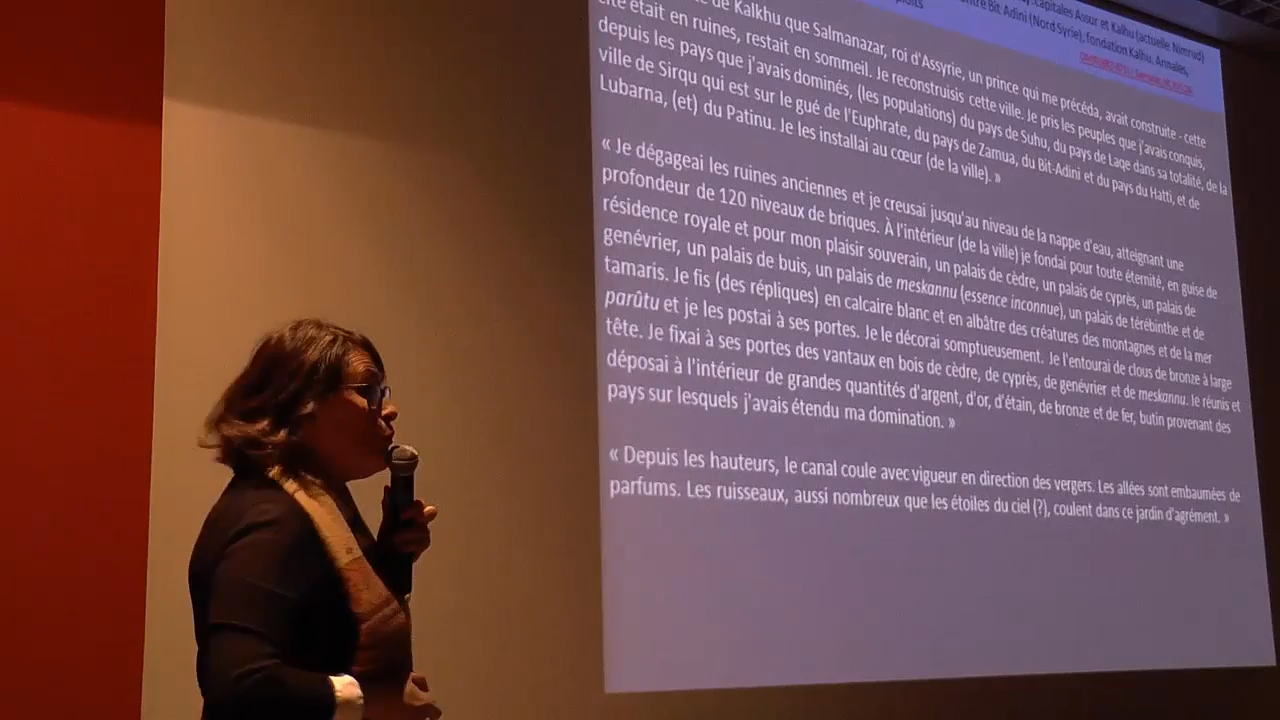 capitales Assur et Kalhu (actuelle Nimrud)
Bit Adini (Nord Syrie), fondation Kalhu. Annales,
de Kalkhu que Salmanazar, roi d'Assyrie, un prince qui me précéda, avait construite - cette
cité était en ruines, restait en sommeil. Je reconstruisis cette ville. Je pris les peuples que j'avais conquis,
depuis les pays que j'avais dominés, (les populations) du pays de Suhu, du pays de Laqe dans sa totalité, de la
ville de Sirqu qui est sur le gué de l'Euphrate, du pays de Zamua, du Bit-Adini et du pays du Hatti, et de
Lubarna, (et) du Patinu. Je les installai au cœur (de la ville). »
« Je dégageai les ruines anciennes et je creusai jusqu'au niveau de la nappe d'eau, atteignant une
profondeur de 120 niveaux de briques. À l'intérieur (de la ville) je fondai pour toute éternité, en guise de
résidence royale et pour mon plaisir souverain, un palais de cèdre, un palais de cyprès, un palais de
genévrier, un palais de buis, un palais de meskannu (essence inconnue), un palais de térébinthe et de
tamaris. Je fis (des répliques) en calcaire blanc et en albâtre des créatures des montagnes et de la mer
parûtu et je les postai à ses portes. Je le décorai somptueusement. Je l'entourai de clous de bronze à large
tête. Je fixai à ses portes des vantaux en bois de cèdre, de cyprès, de genévrier et de meskannu. Je réunis et
déposai à l'intérieur de grandes quantités d'argent, d'or, d'étain, de bronze et de fer, butin provenant des
pays sur lesquels j'avais étendu ma domination. »
« Depuis les hauteurs, le canal coule avec vigueur en direction des vergers. Les allées sont embaumées de
parfums. Les ruisseaux, aussi nombreux que les étoiles du ciel (?), coulent dans ce jardin d'agrément. »